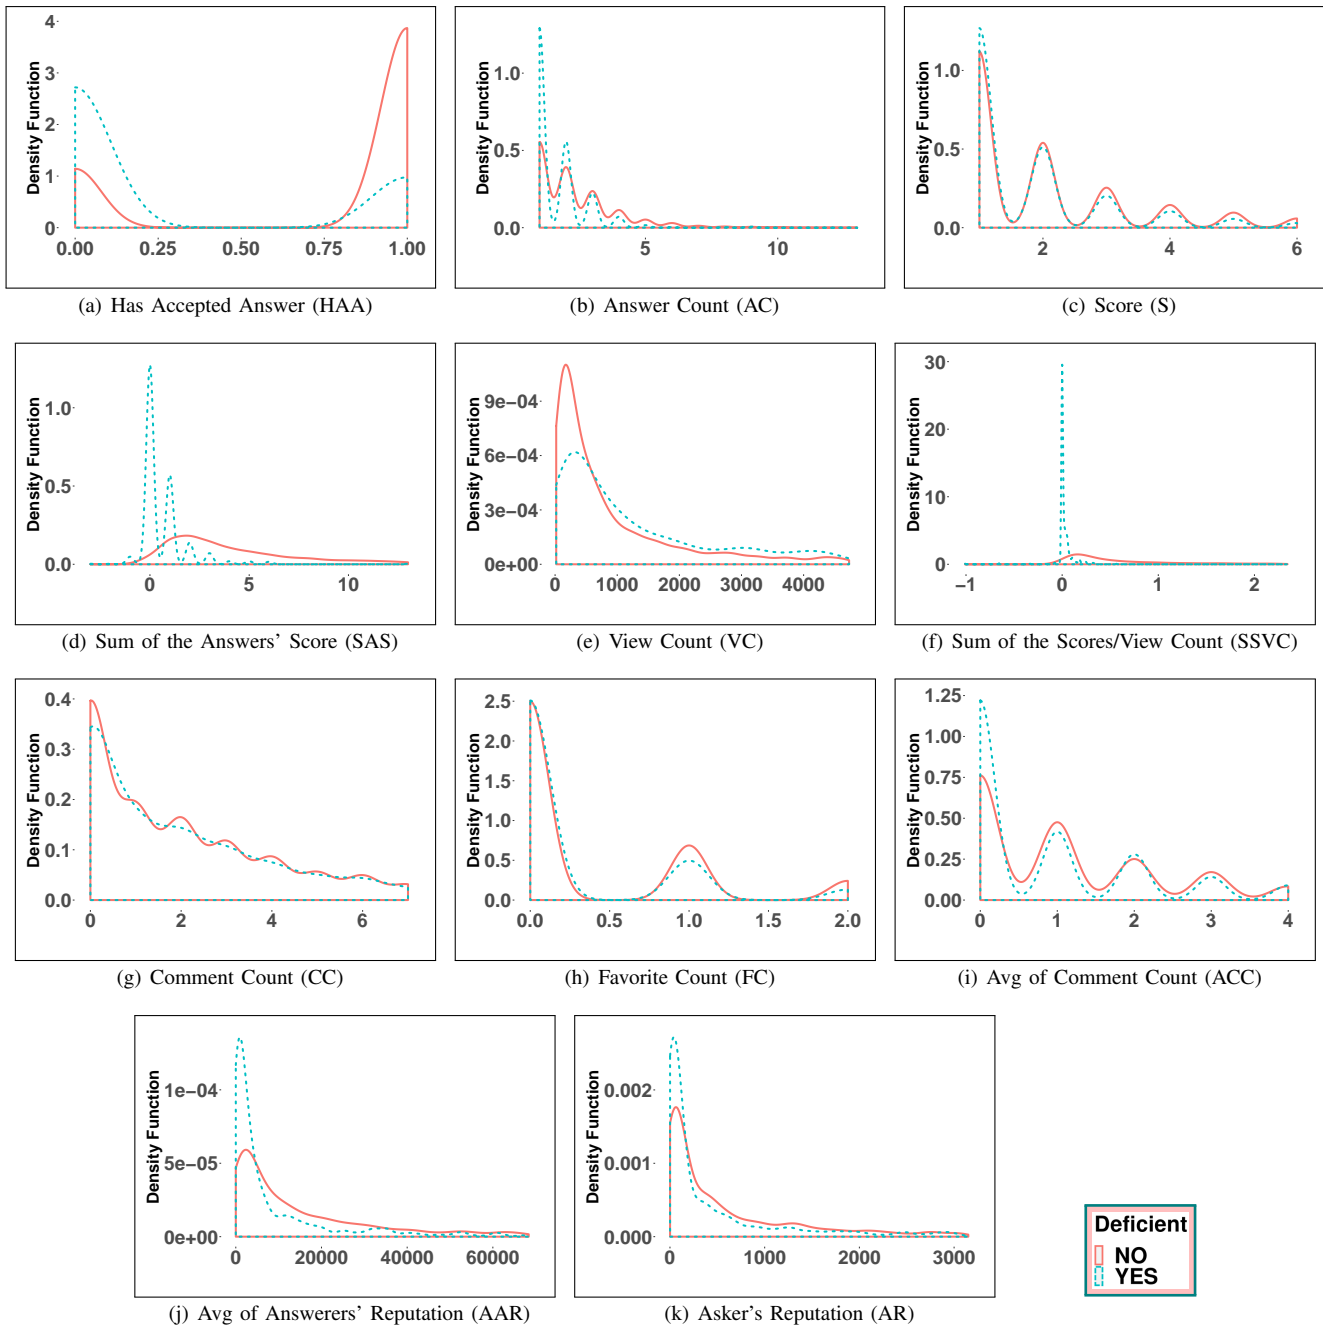 Density Function
4
3
2
1
0
0.00 0.25 0.50 0.75 1.00
(a) Has Accepted Answer (HAA)
Density Function
1.0
0.5
0.0
5 10
(b) Answer Count (AC)
Density Function
1.0
0.5
0.0
2 4 6
(c) Score (S)
Density Function
1.0
0.5
0.0
0 5 10
(d) Sum of the Answers' Score (SAS)
Density Function
9e−04
6e−04
3e−04
0e+00
0 1000 2000 3000 4000
(e) View Count (VC)
Density Function
30
20
10
0
−1 0 1 2
(f) Sum of the Scores/View Count (SSVC)
Density Function
0.4
0.3
0.2
0.1
0.0
0 2 4 6
(g) Comment Count (CC)
Density Function
2.5
2.0
1.5
1.0
0.5
0.0
0.0 0.5 1.0 1.5 2.0
(h) Favorite Count (FC)
Density Function
1.25
1.00
0.75
0.50
0.25
0.00
0 1 2 3 4
(i) Avg of Comment Count (ACC)
Density Function
1e−04
5e−05
0e+00
0 20000 40000 60000
(j) Avg of Answerers' Reputation (AAR)
Density Function
0.002
0.001
0.000
0 1000 2000 3000
(k) Asker's Reputation (AR)
Deficient
NO
YES